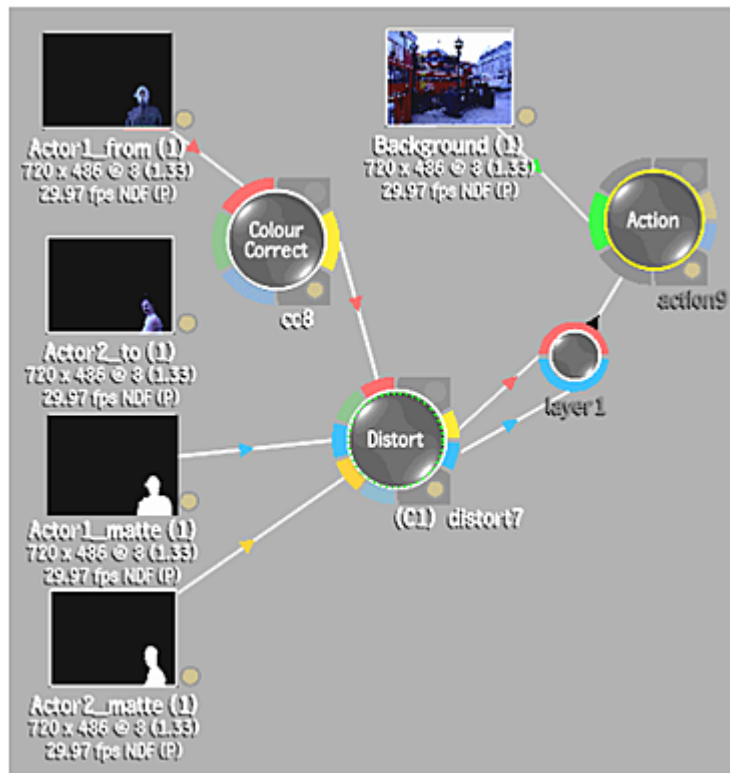 Actor1_from (1)
720 x 486 @ 8 (1.33)
29.97 fps NDF (P)
Background (1)
720 x 486 @ 8 (1.33)
29.97 fps NDF (P)
Colour
Correct
cc8
Action
action9
Actor2_to (1)
720 x 486 @ 8 (1.33)
29.97 fps NDF (P)
layer1
Distort
(C1) distort7
Actor1_matte (1)
720 x 486 @ 8 (1.33)
29.97 fps NDF (P)
Actor2_matte (1)
720 x 486 @ 8 (1.33)
29.97 fps NDF (P)